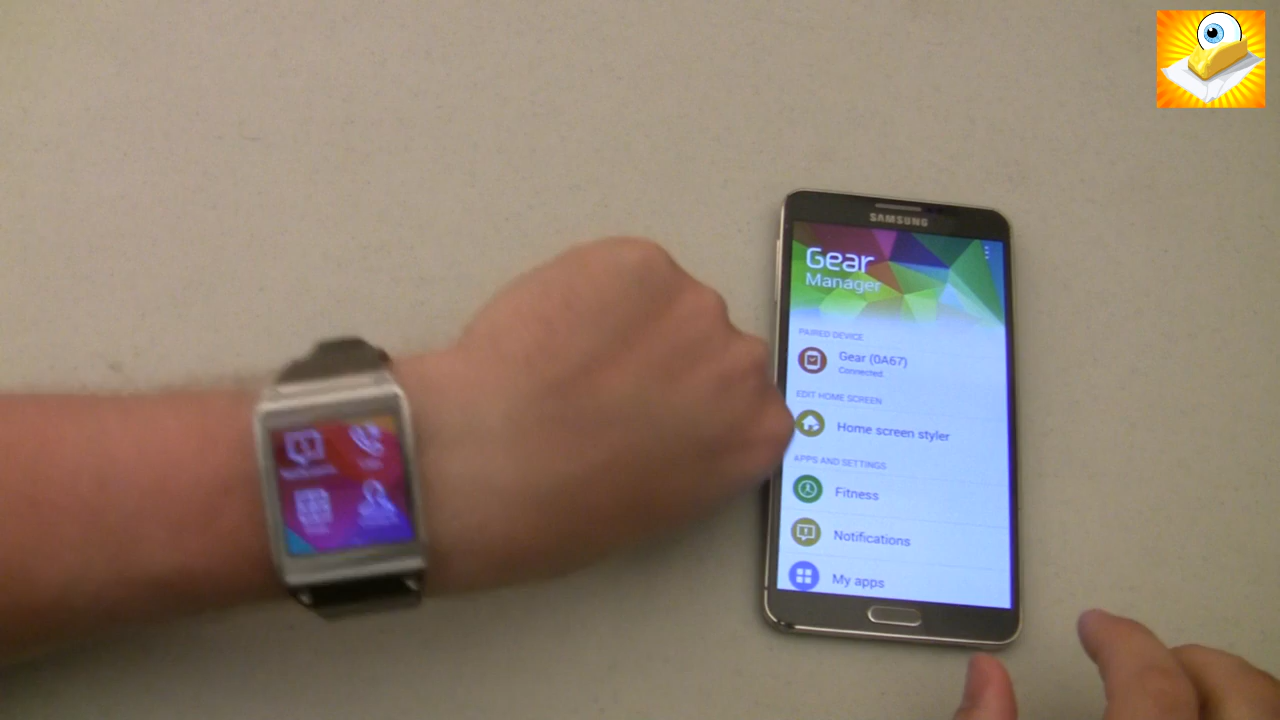 SAMSUNG
Gear
Manager
PAIRED DEVICE
Gear (0A67)
Connected.
EDIT HOME SCREEN
Home screen styler
APPS AND SETTINGS
Fitness
Notifications
My apps